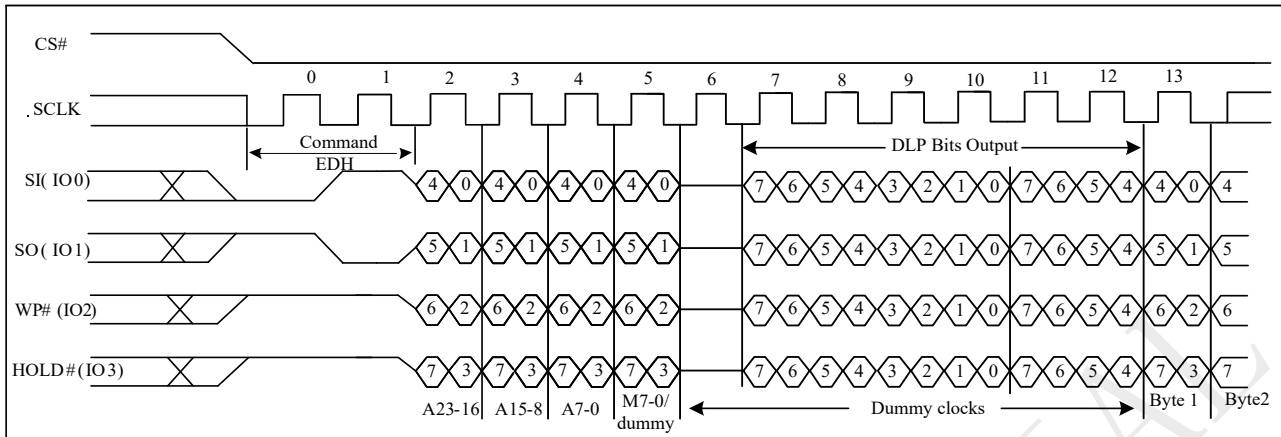 CS#
0 1 2 3 4 5 6 7 8 9 10 11 12 13
SCLK
Command
EDH
DLP Bits Output
SI( IO0) 4 0 4 0 4 0 4 0 7 6 5 4 3 2 1 0 7 6 5 4 4 0 4
SO( IO1) 5 1 5 1 5 1 5 1 7 6 5 4 3 2 1 0 7 6 5 4 5 1 5
WP# (IO2) 6 2 6 2 6 2 6 2 7 6 5 4 3 2 1 0 7 6 5 4 6 2 6
HOLD# (IO3) 7 3 7 3 7 3 7 3 7 6 5 4 3 2 1 0 7 6 5 4 7 3 7
A23-16 A15-8 A7-0 M7-0/
dummy
Dummy clocks
Byte 1
Byte2